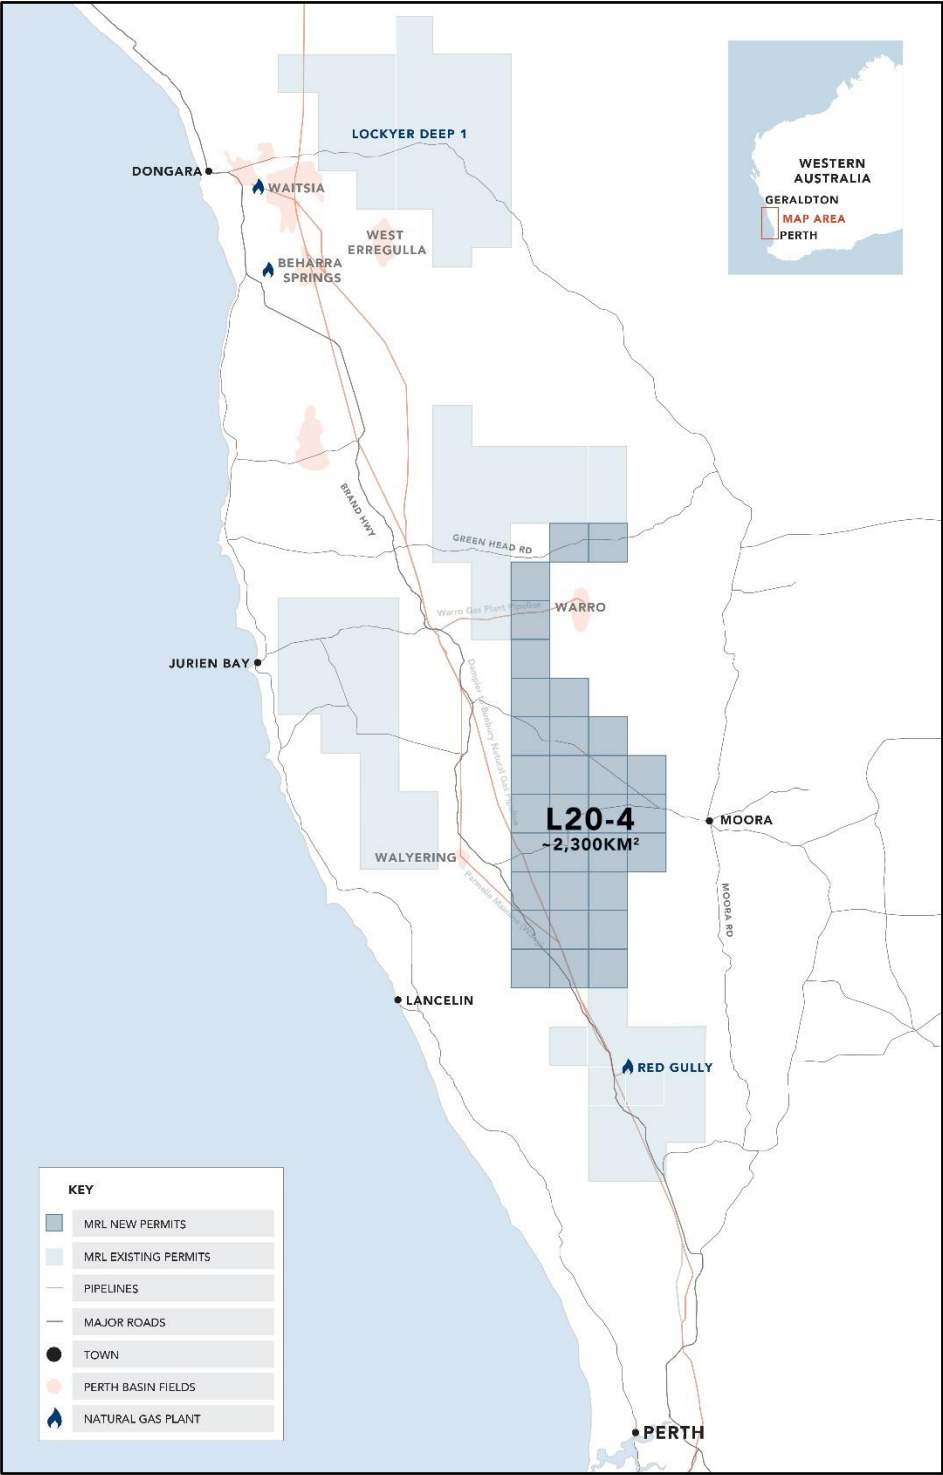 LOCKYER DEEP 1
DONGARA
WAITSIA
WEST
ERREGULLA
BEHARRA
SPRINGS
WESTERN
AUSTRALIA
GERALDTON
MAP AREA
PERTH
BRAND HWY
GREEN HEAD RD
Warro Gas Plant Pipeline
WARRO
JURIEN BAY
Dampier to Bunbury Natural Gas Pipeline
L20-4
~2,300KM²
MOORA
WALYERING
MOORA RD
LANCELIN
RED GULLY
KEY
MRL NEW PERMITS
MRL EXISTING PERMITS
PIPELINES
MAJOR ROADS
TOWN
PERTH BASIN FIELDS
NATURAL GAS PLANT
PERTH